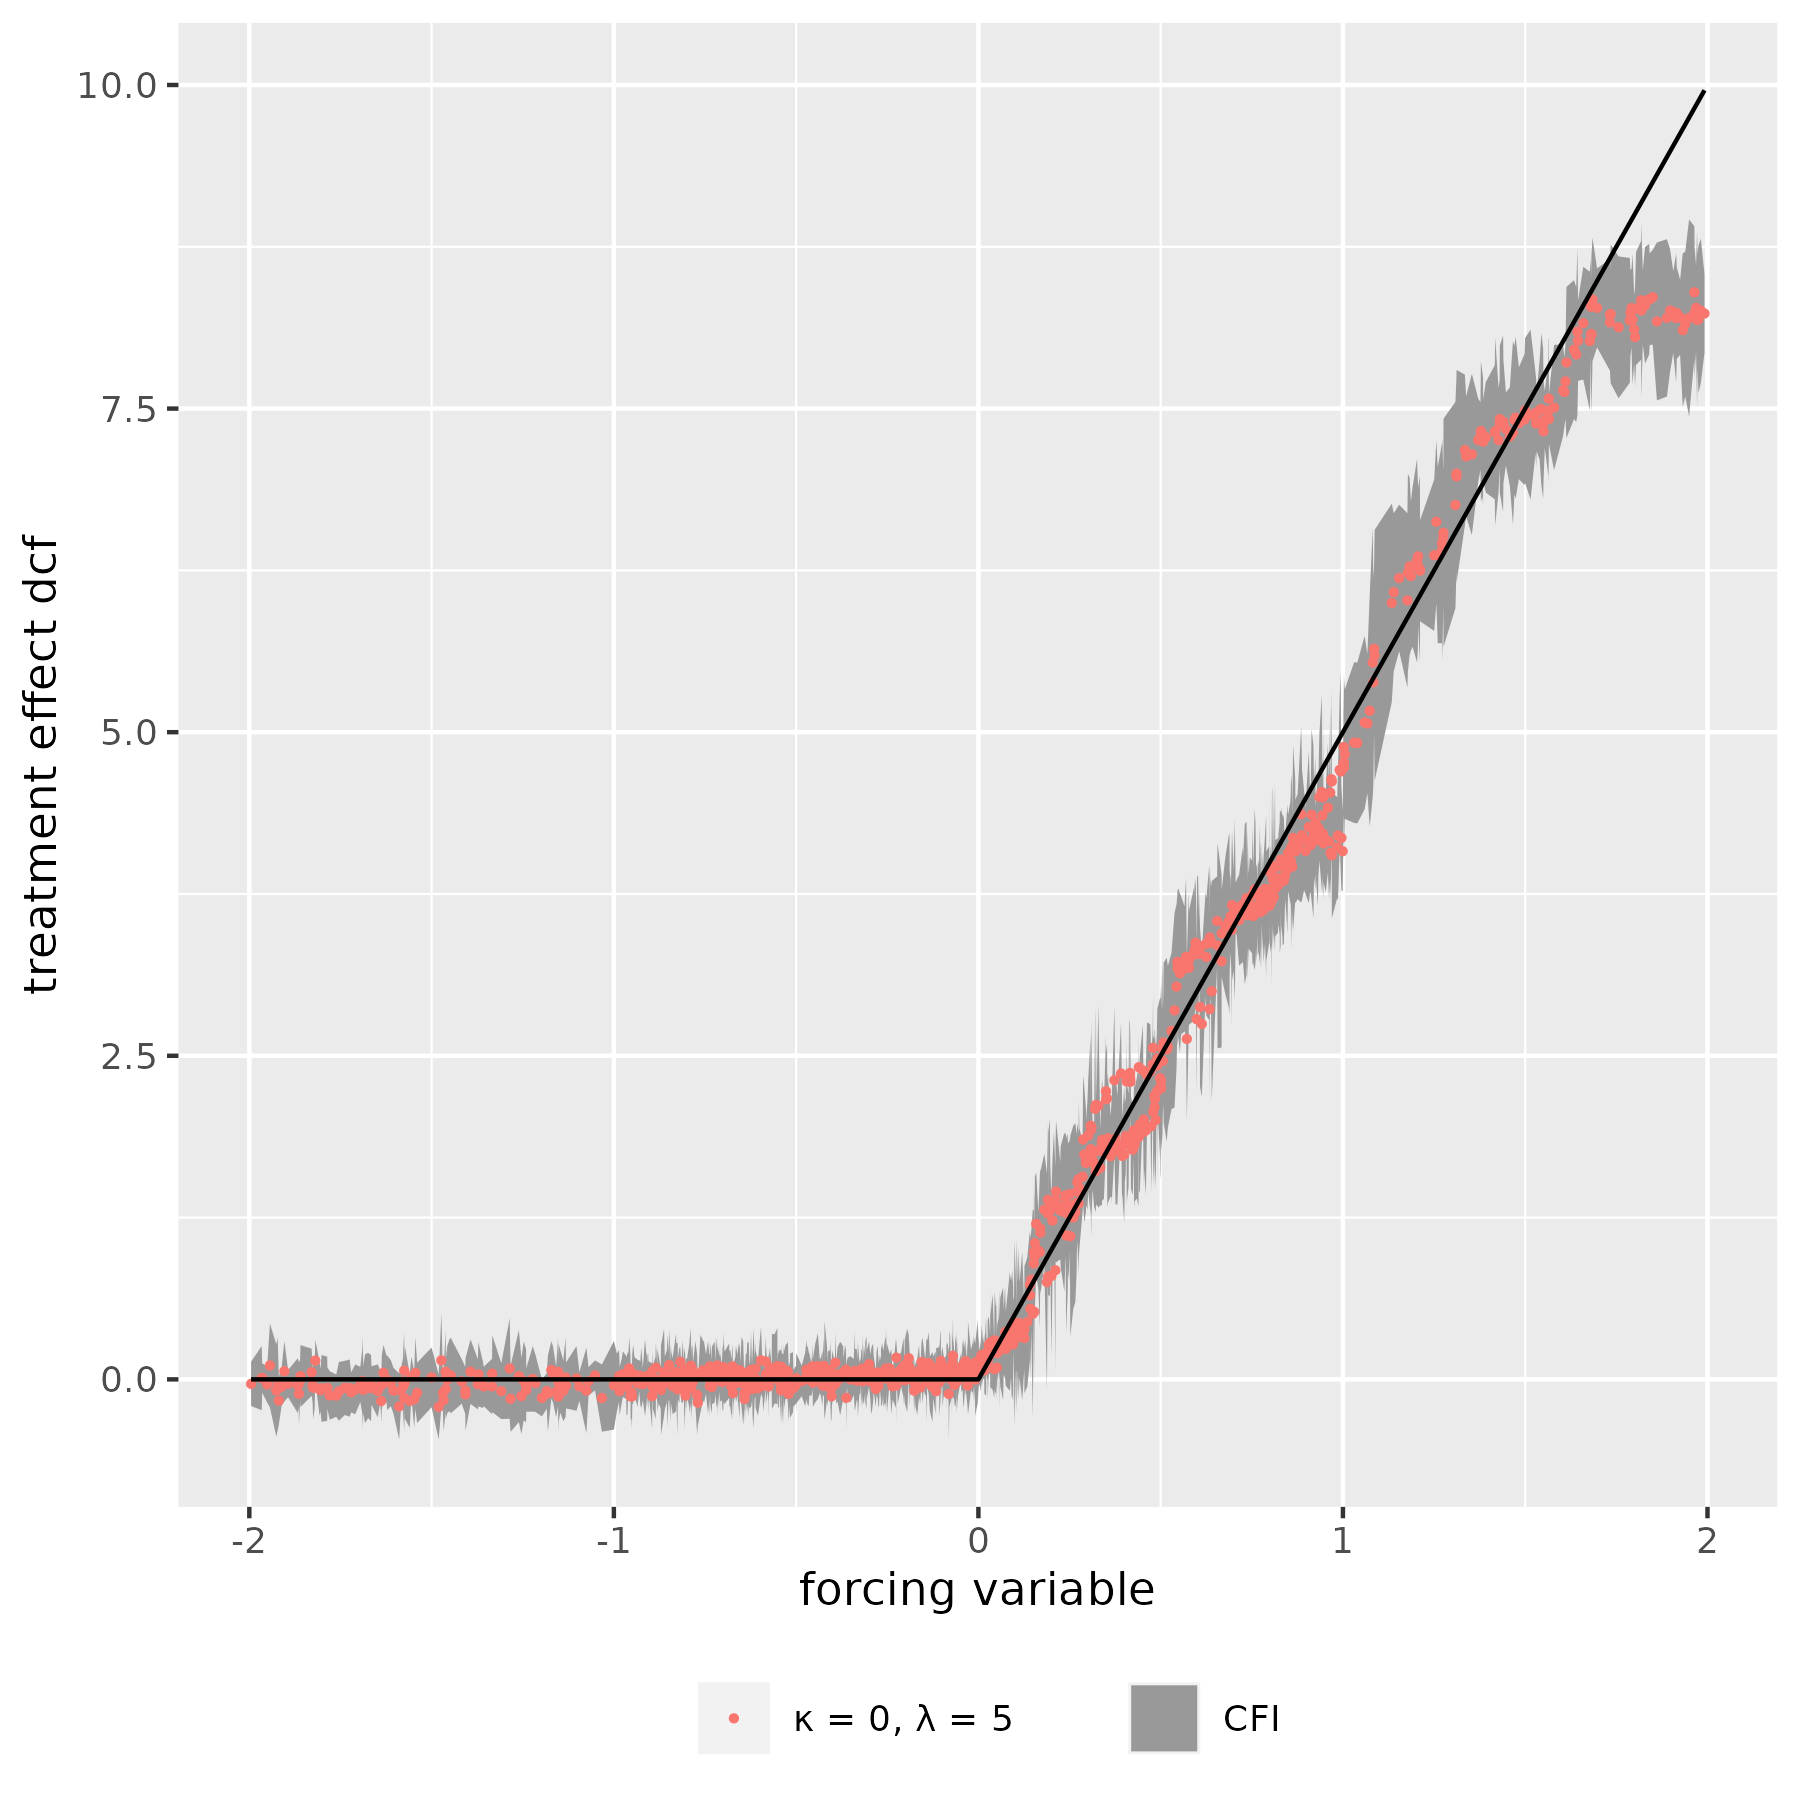 10.0
7.5
5.0
2.5
0.0
treatment effect dcf
-2 -1 0 1 2
forcing variable
κ = 0, λ = 5 CFI